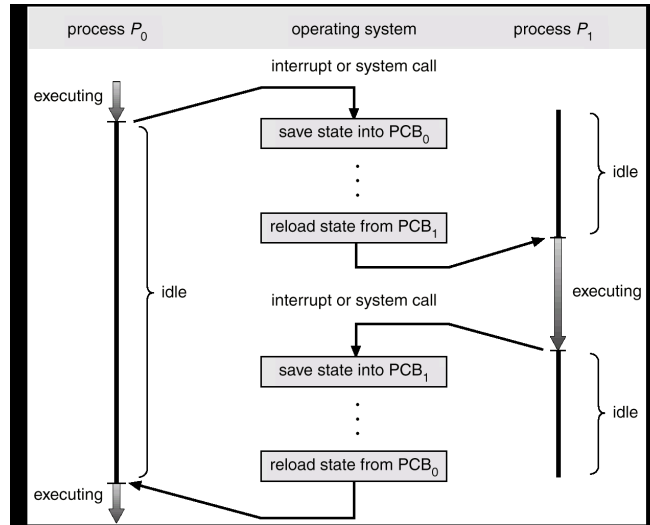 process P0 operating system process P1
interrupt or system call
executing
save state into PCB0
idle
reload state from PCB1
idle
executing
interrupt or system call
save state into PCB1
idle
reload state from PCB0
executing